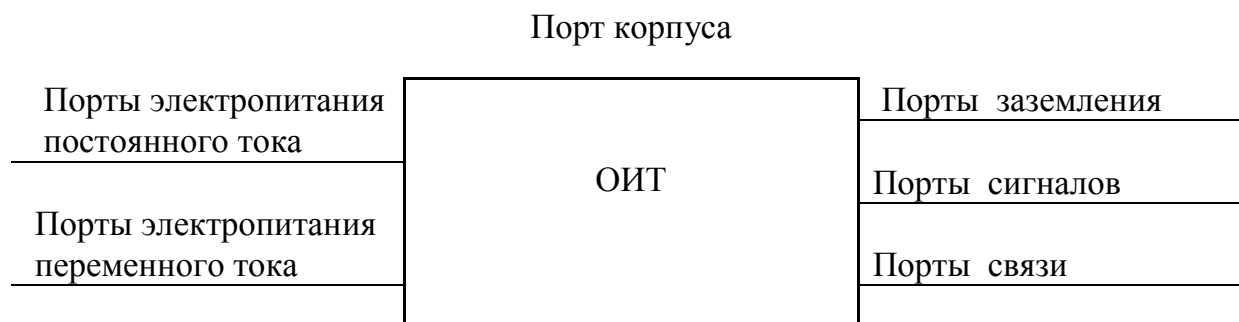 Порт корпуса
Порты электропитания
постоянного тока
Порты электропитания
переменного тока
ОИТ
Порты заземления
Порты сигналов
Порты связи